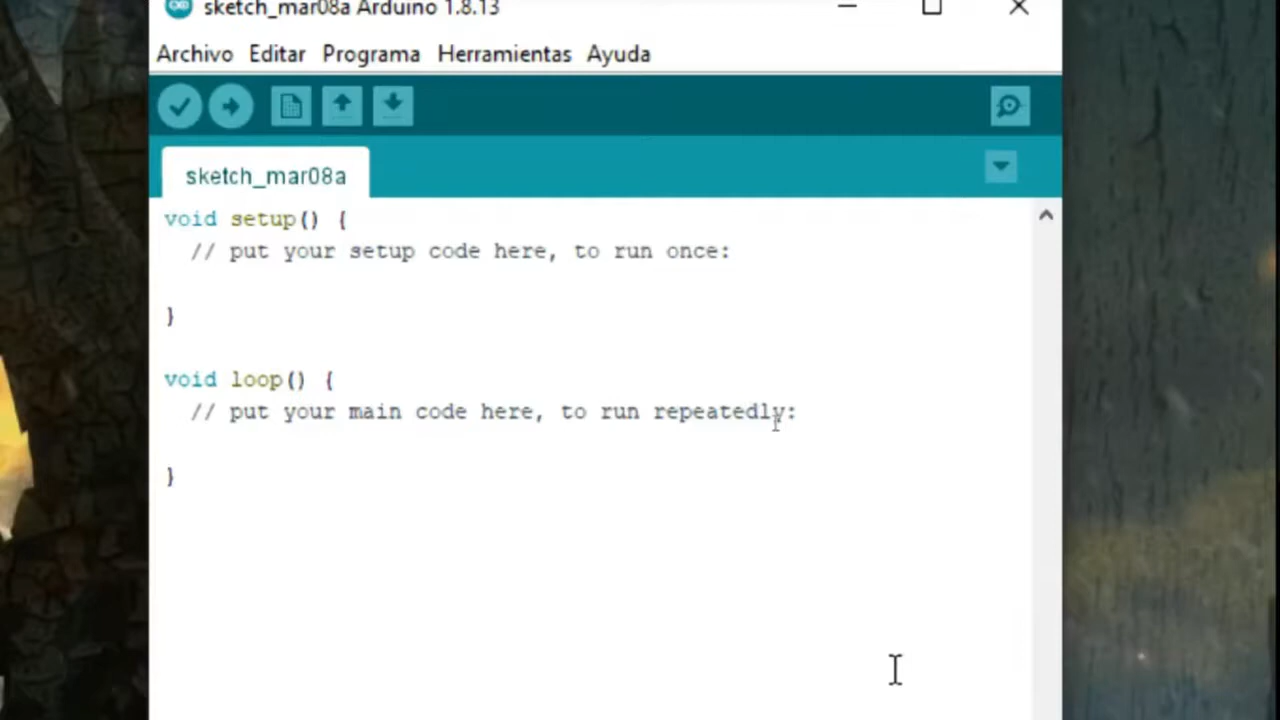 sketch_mar08a Arduino 1.8.13
Archivo Editar Programa Herramientas Ayuda
sketch_mar08a
void setup() {
  // put your setup code here, to run once:
}
void loop() {
  // put your main code here, to run repeatedly:
}